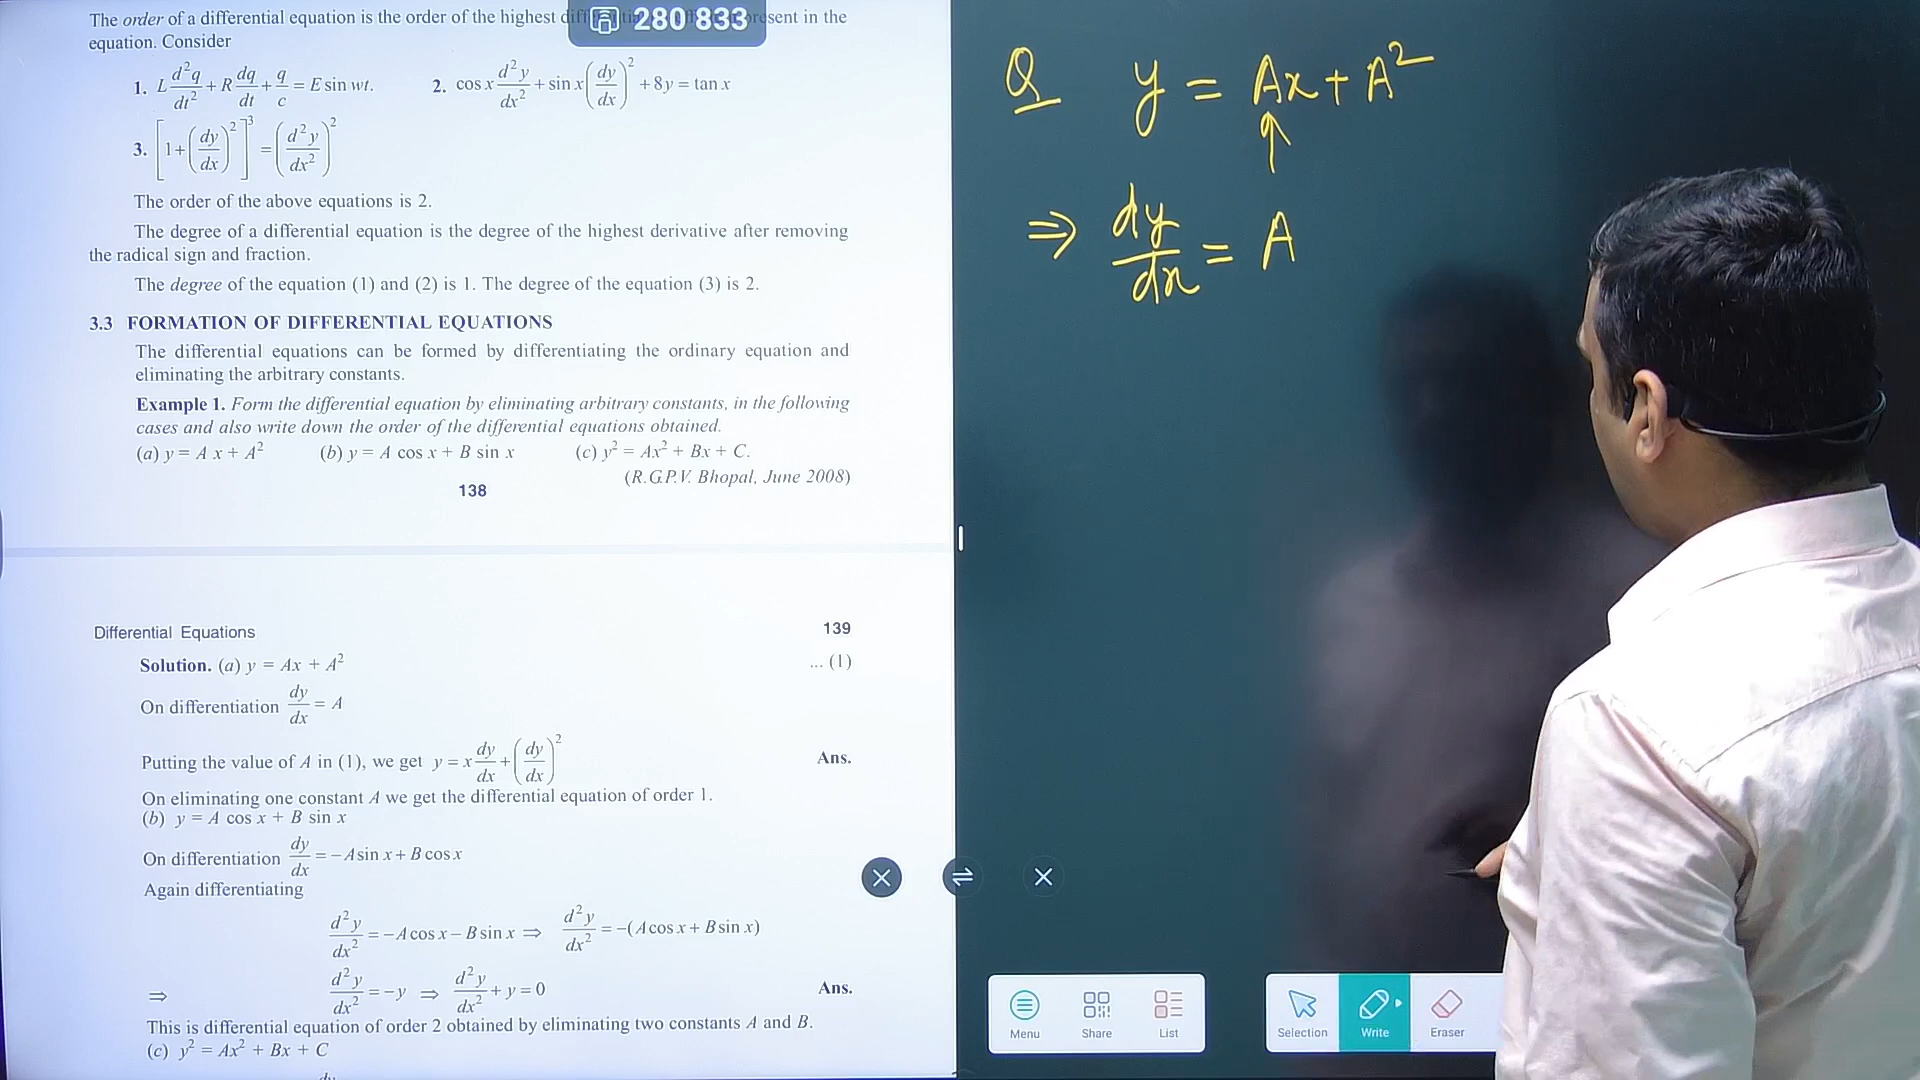 The order of a differential equation is the order of the highest present in the
equation. Consider
280 833
1. L d²q/dt² + R dq/dt + q/c = E sin wt. 2. cos x d²y/dx² + sin x (dy/dx)² + 8y = tan x
3. [1+(dy/dx)²]³ = (d²y/dx²)²
The order of the above equations is 2.
The degree of a differential equation is the degree of the highest derivative after removing
the radical sign and fraction.
The degree of the equation (1) and (2) is 1. The degree of the equation (3) is 2.
3.3 FORMATION OF DIFFERENTIAL EQUATIONS
The differential equations can be formed by differentiating the ordinary equation and
eliminating the arbitrary constants.
Example 1. Form the differential equation by eliminating arbitrary constants, in the following
cases and also write down the order of the differential equations obtained.
(a) y = A x + A² (b) y = A cos x + B sin x (c) y² = Ax² + Bx + C.
(R.G.P.V. Bhopal, June 2008)
138
Differential Equations 139
Solution. (a) y = Ax + A² ... (1)
On differentiation dy/dx = A
Putting the value of A in (1), we get y = x dy/dx + (dy/dx)² Ans.
On eliminating one constant A we get the differential equation of order 1.
(b) y = A cos x + B sin x
On differentiation dy/dx = −A sin x + B cos x
Again differentiating
d²y/dx² = −A cos x − B sin x ⇒ d²y/dx² = −(A cos x + B sin x)
⇒ d²y/dx² = −y ⇒ d²y/dx² + y = 0 Ans.
This is differential equation of order 2 obtained by eliminating two constants A and B.
(c) y² = Ax² + Bx + C
Q y = Ax + A²
⇒ dy/dx = A
Menu Share List
Selection Write Eraser